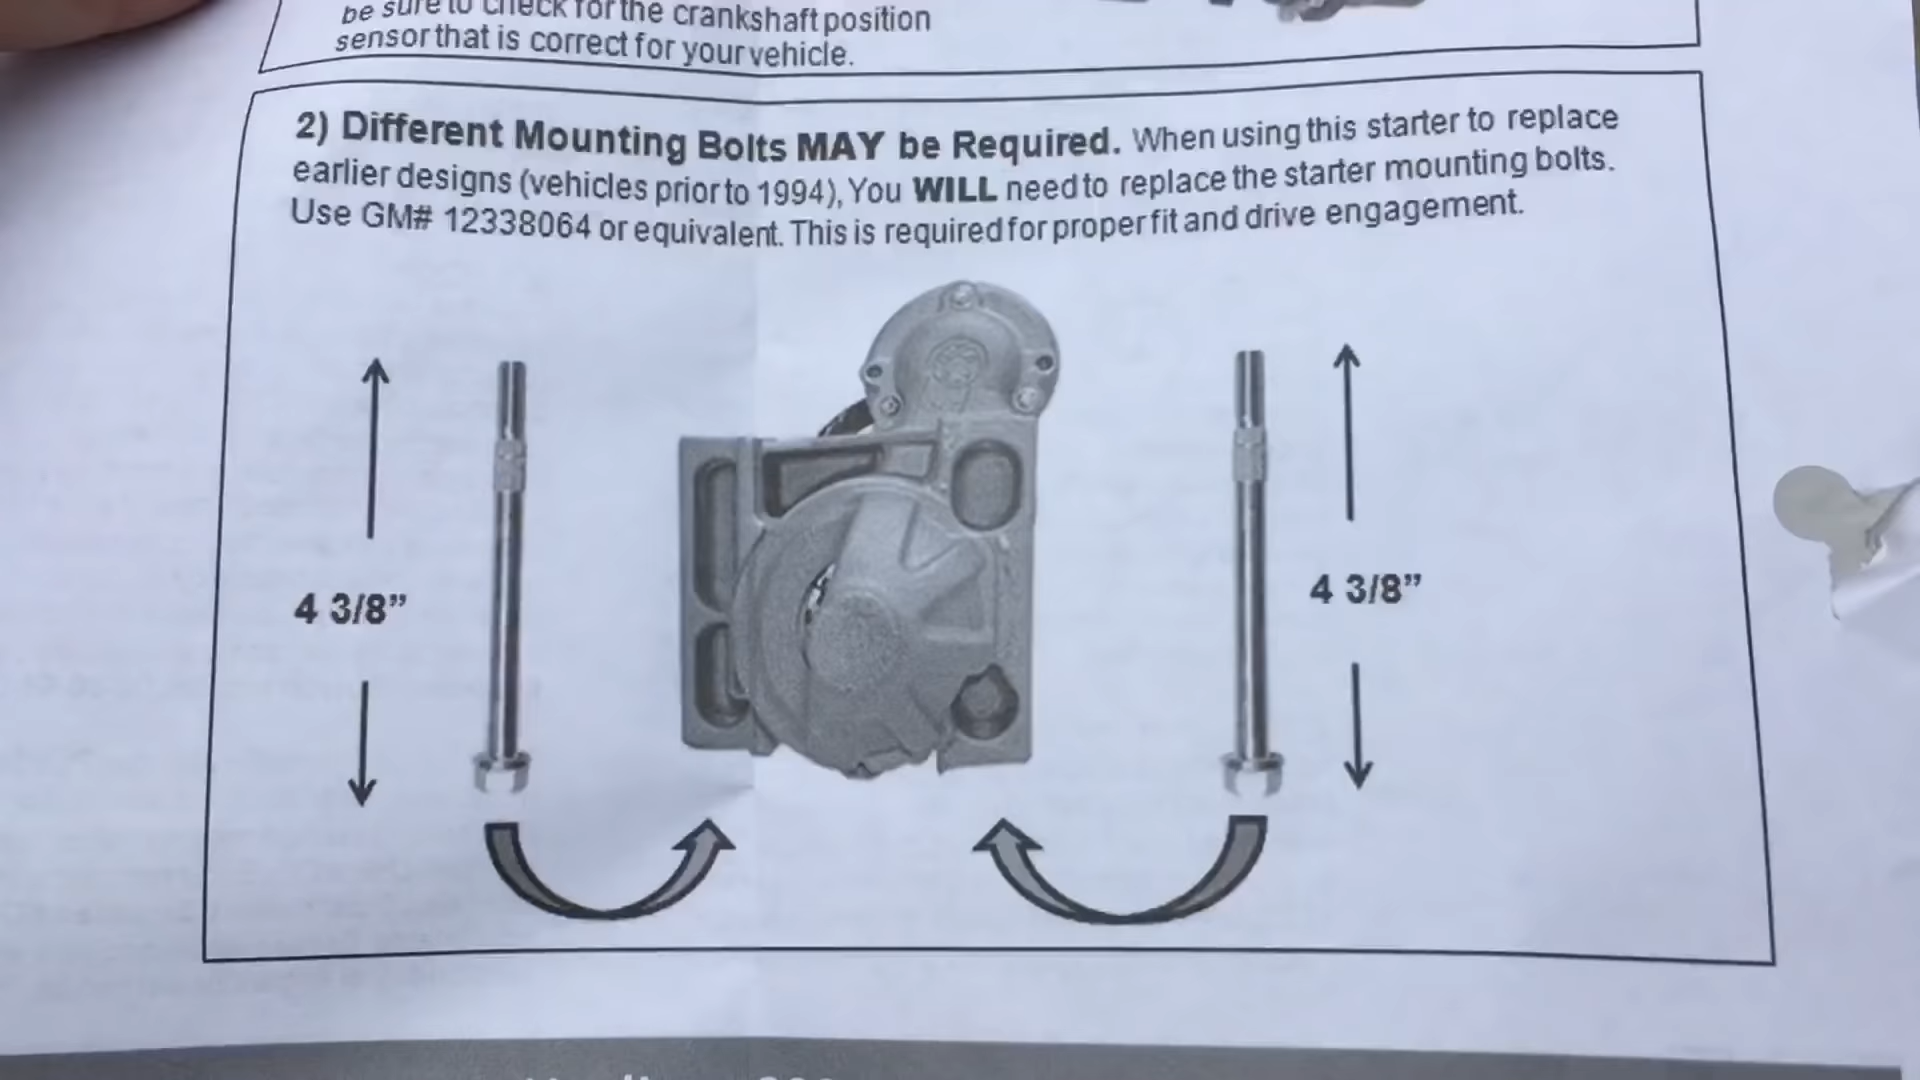 be sure to check for the crankshaft position
sensor that is correct for your vehicle.
2) Different Mounting Bolts MAY be Required. When using this starter to replace
earlier designs (vehicles prior to 1994), You WILL need to replace the starter mounting bolts.
Use GM# 12338064 or equivalent. This is required for proper fit and drive engagement.
4 3/8”
4 3/8”